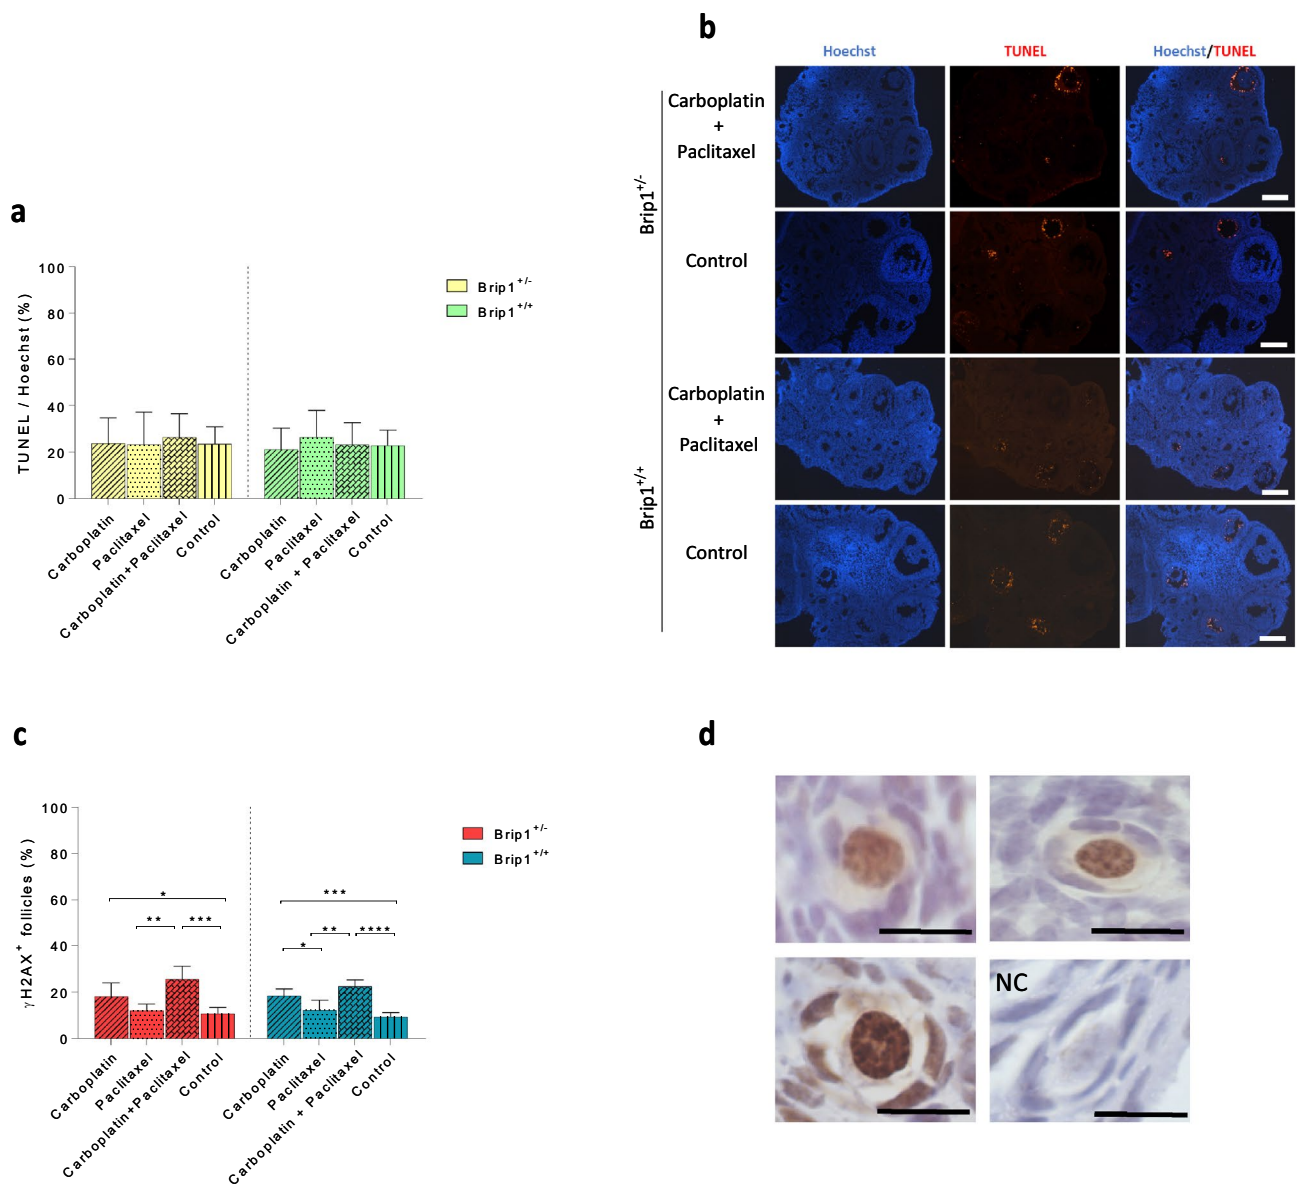 a
100
80
60
40
20
0
TUNEL / Hoechst (%)
Carboplatin
Paclitaxel
Carboplatin+Paclitaxel
Control
Carboplatin
Paclitaxel
Carboplatin + Paclitaxel
Control
Brip1+/-
Brip1+/+
b
Hoechst
TUNEL
Hoechst/TUNEL
Brip1+/-
Carboplatin
+
Paclitaxel
Control
Brip1+/+
Carboplatin
+
Paclitaxel
Control
c
100
80
60
40
20
0
γH2AX+ follicles (%)
*
** ***
***
** ****
*
Carboplatin
Paclitaxel
Carboplatin+Paclitaxel
Control
Carboplatin
Paclitaxel
Carboplatin + Paclitaxel
Control
Brip1+/-
Brip1+/+
d
NC